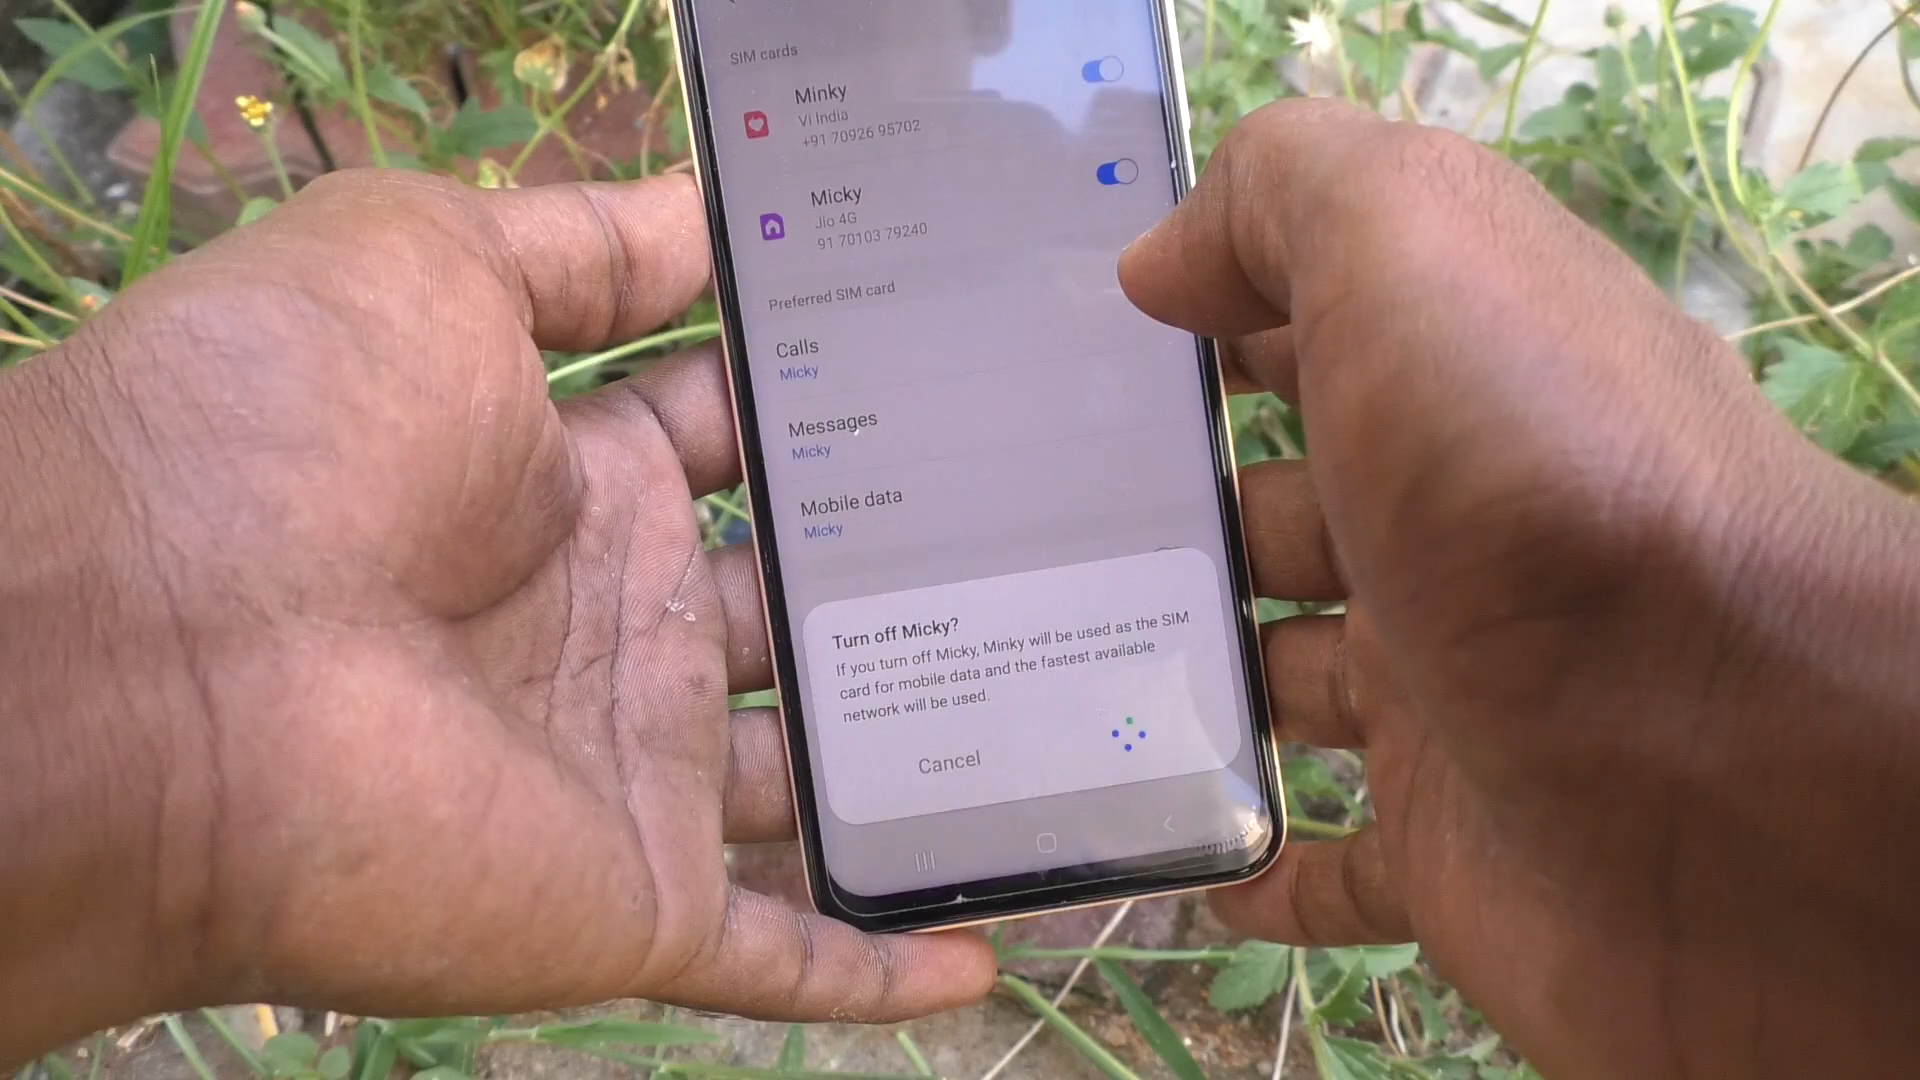 SIM cards
Minky
Vi India
+91 70926 95702
Micky
Jio 4G
91 70103 79240
Preferred SIM card
Calls
Micky
Messages
Micky
Mobile data
Micky
Turn off Micky?
If you turn off Micky, Minky will be used as the SIM
card for mobile data and the fastest available
network will be used.
Cancel